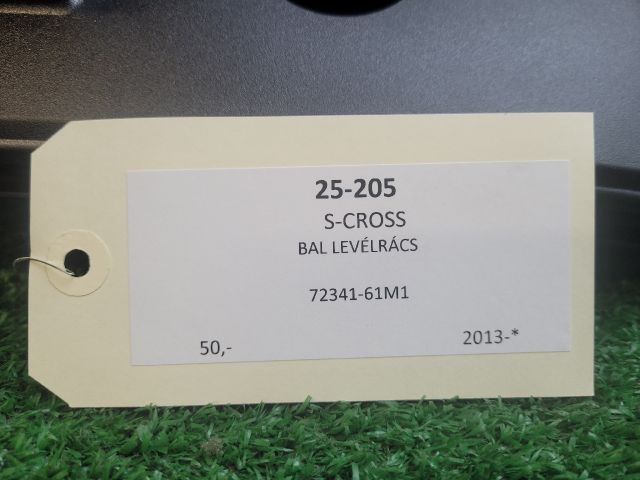 25-205
S-CROSS
BAL LEVÉLRÁCS
72341-61M1
50,- 2013-*